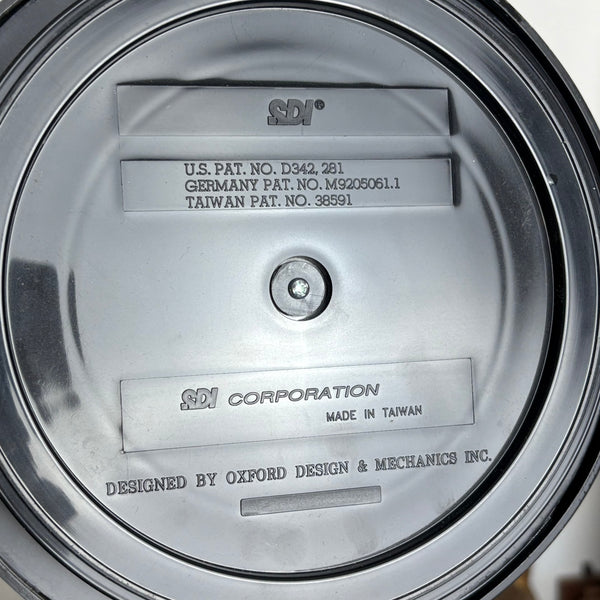 SDI®
U.S. PAT. NO. D342, 281
GERMANY PAT. NO. M9205061.1
TAIWAN PAT. NO. 38591
SDI CORPORATION
MADE IN TAIWAN
DESIGNED BY OXFORD DESIGN & MECHANICS INC.